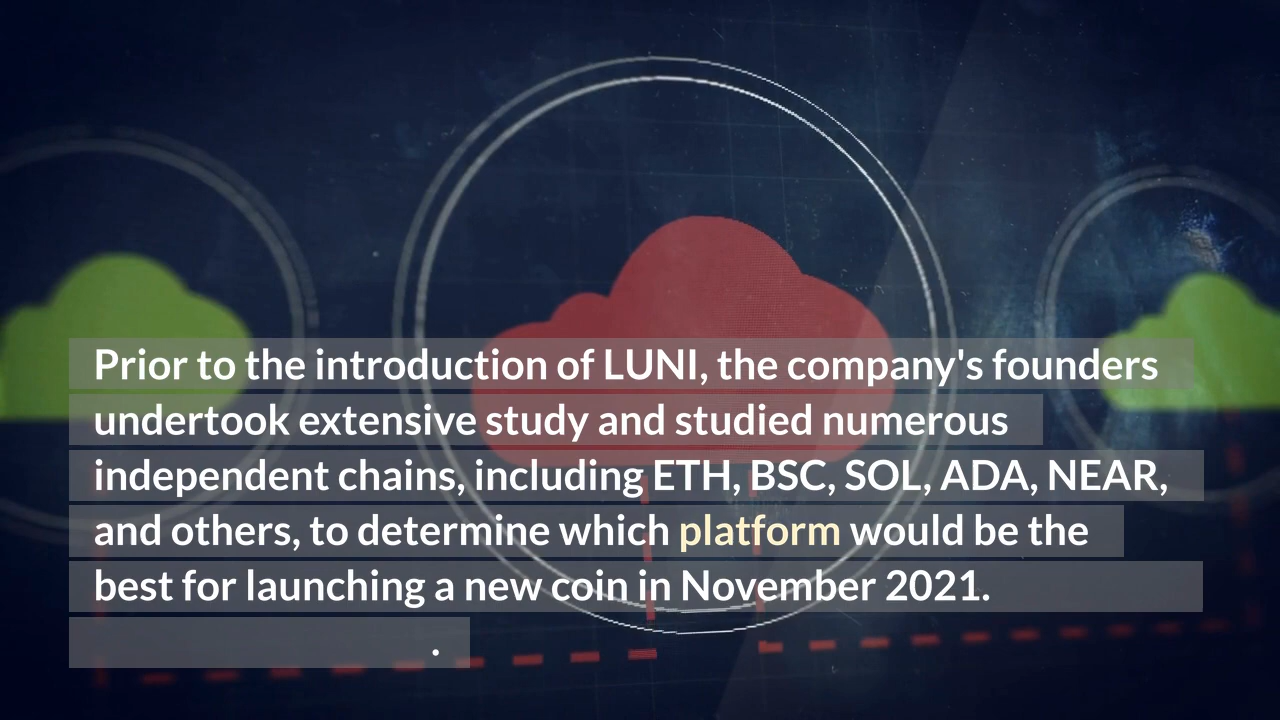 Prior to the introduction of LUNI, the company's founders
undertook extensive study and studied numerous
independent chains, including ETH, BSC, SOL, ADA, NEAR,
and others, to determine which platform would be the
best for launching a new coin in November 2021.
.